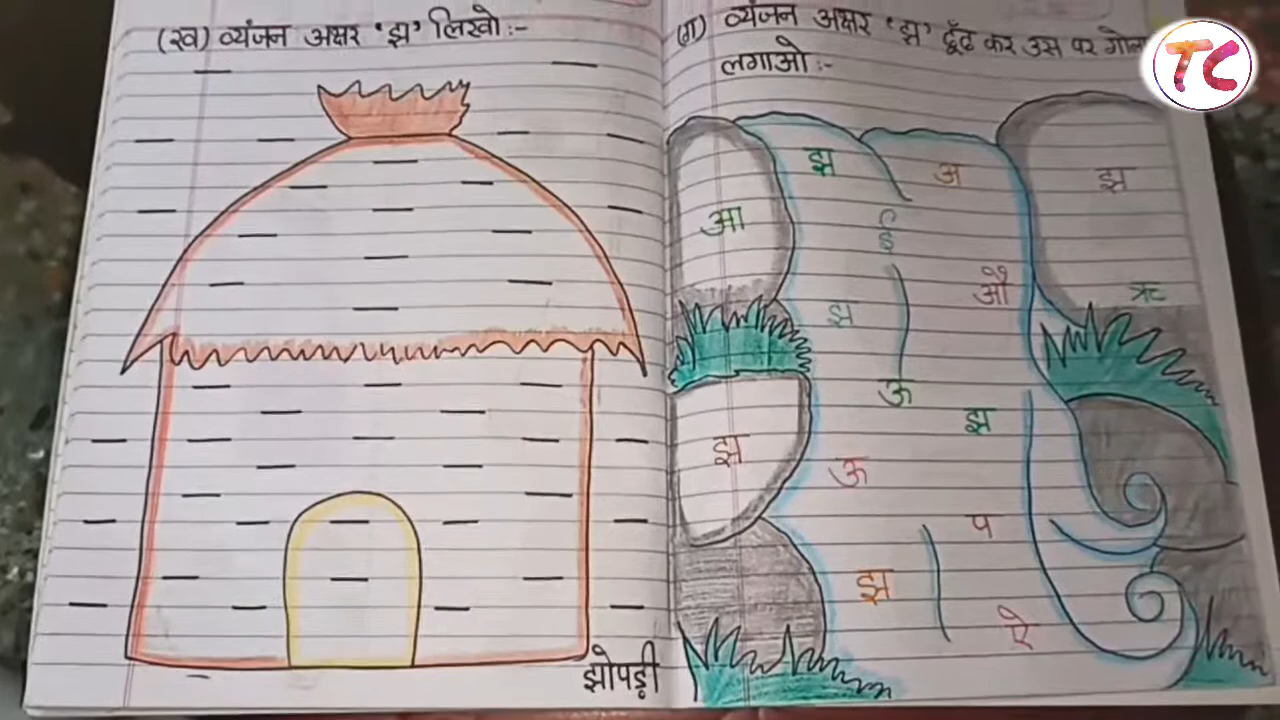 (ख) व्यंजन अक्षर 'झ' लिखो :-
झोपड़ी
(ग) व्यंजन अक्षर 'झ' ढूँढ कर उस पर गोला
लगाओ :-
झ अ झ
आ इ
औ ऋ
झ
ऊ झ
झ ऊ
प
झ
ऐ
TC